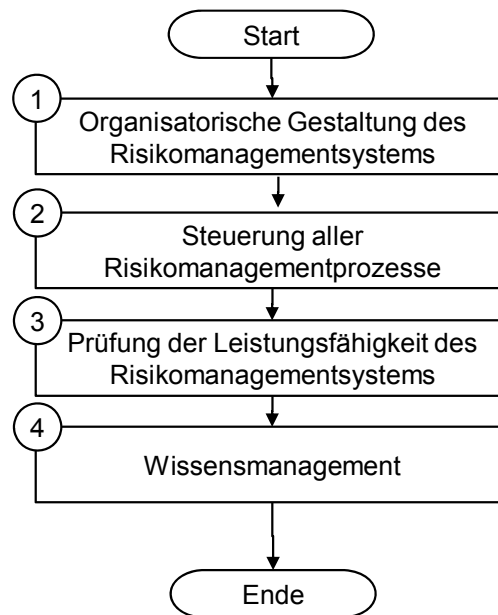 Start
1
Organisatorische Gestaltung des
Risikomanagementsystems
2
Steuerung aller
Risikomanagementprozesse
3
Prüfung der Leistungsfähigkeit des
Risikomanagementsystems
4
Wissensmanagement
Ende